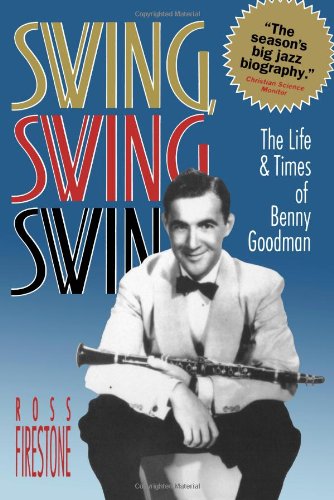 SWING,
SWING
SWIN
"The
season's
big jazz
biography."
Christian Science
Monitor
The Life
& Times
of
Benny
Goodman
ROSS
FIRESTONE